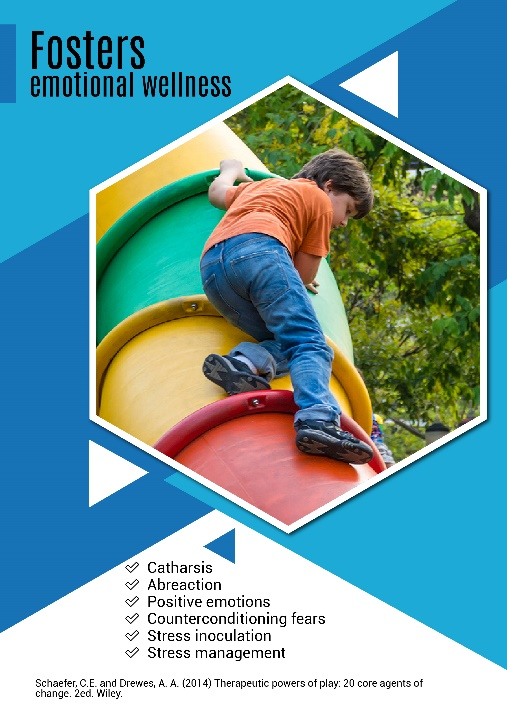 Fosters
emotional wellness
Catharsis
Abreaction
Positive emotions
Counterconditioning fears
Stress inoculation
Stress management
Schaefer, C.E. and Drewes, A. A. (2014) Therapeutic powers of play: 20 core agents of
change. 2ed. Wiley.